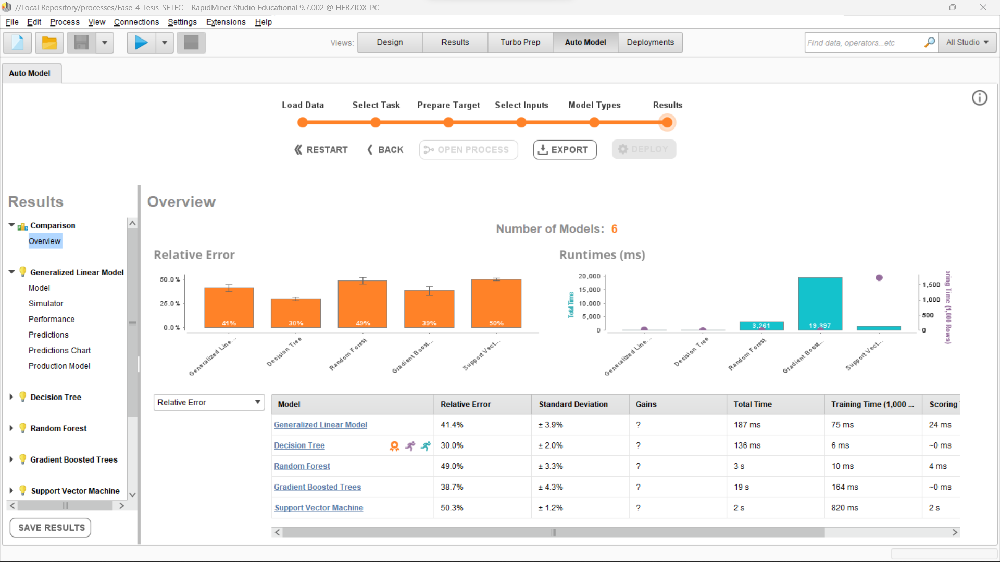 //Local Repository/processes/Fase_4-Tesis_SETEC – RapidMiner Studio Educational 9.7.002 @ HERZIOX-PC
File Edit Process View Connections Settings Extensions Help
Views: Design Results Turbo Prep Auto Model Deployments
Find data, operators...etc All Studio
Auto Model
Load Data Select Task Prepare Target Select Inputs Model Types Results
RESTART BACK OPEN PROCESS EXPORT DEPLOY
Results
Comparison
Overview
Generalized Linear Model
Model
Simulator
Performance
Predictions
Predictions Chart
Production Model
Decision Tree
Random Forest
Gradient Boosted Trees
Support Vector Machine
SAVE RESULTS
Overview
Number of Models: 6
Relative Error
50.0%
25.0%
0.0%
41% 30% 49% 39% 50%
Generalized Line... Decision Tree Random Forest Gradient Boost... Support Vect...
Runtimes (ms)
Total Time
20,000
15,000
10,000
5,000
0
3,261 19,397
1,500
1,000
500
0
oring Time (1,000 Rows)
Generalized Line... Decision Tree Random Forest Gradient Boost... Support Vect...
Relative Error
Model Relative Error Standard Deviation Gains Total Time Training Time (1,000 ... Scoring
Generalized Linear Model 41.4% ± 3.9% ? 187 ms 75 ms 24 ms
Decision Tree 30.0% ± 2.0% ? 136 ms 6 ms ~0 ms
Random Forest 49.0% ± 3.3% ? 3 s 10 ms 4 ms
Gradient Boosted Trees 38.7% ± 4.3% ? 19 s 164 ms ~0 ms
Support Vector Machine 50.3% ± 1.2% ? 2 s 820 ms 2 s